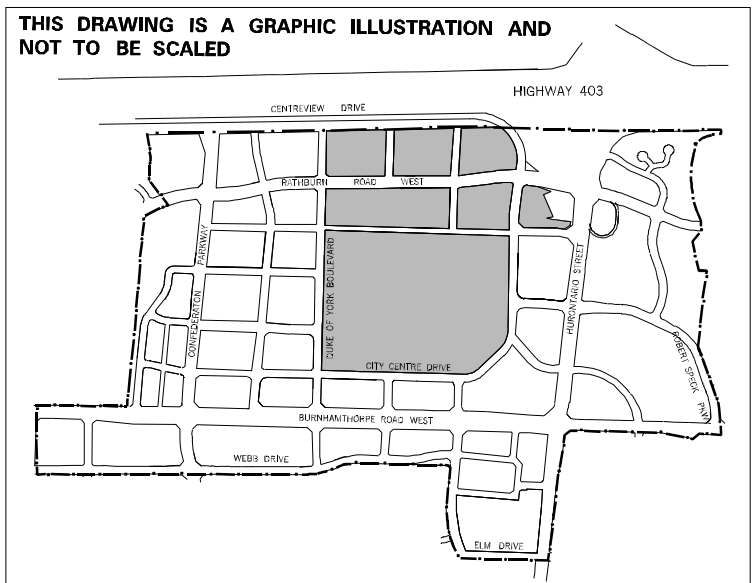 THIS DRAWING IS A GRAPHIC ILLUSTRATION AND
NOT TO BE SCALED
HIGHWAY 403
CENTREVIEW DRIVE
RATHBURN ROAD WEST
CONFEDERATON PARKWAY
DUKE OF YORK BOULEVARD
HURONTARIO STREET
ROBERT SPECK PKWY
CITY CENTRE DRIVE
BURNHAMTHORPE ROAD WEST
WEBB DRIVE
ELM DRIVE